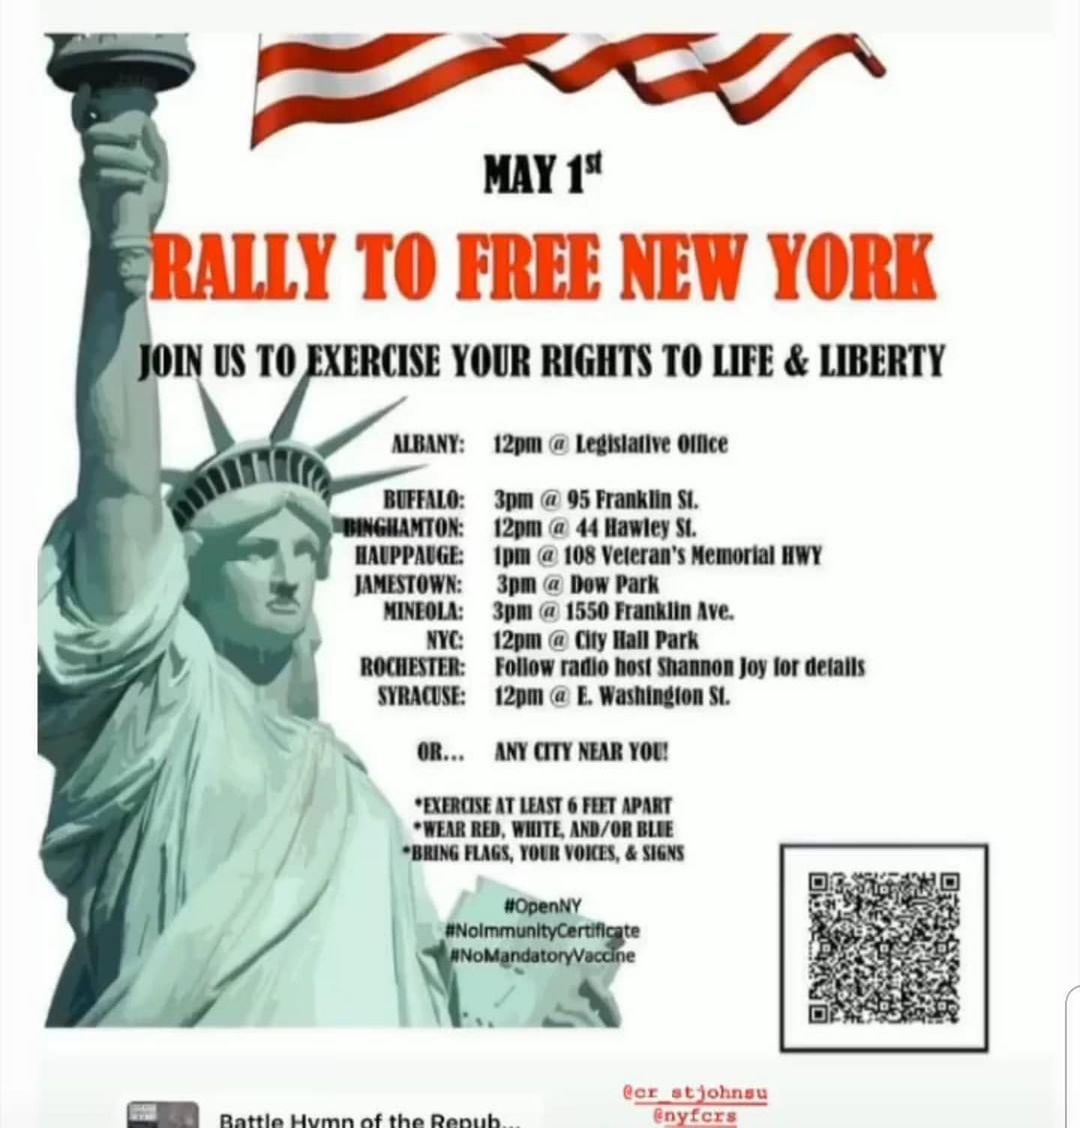 MAY 1st
RALLY TO FREE NEW YORK
JOIN US TO EXERCISE YOUR RIGHTS TO LIFE & LIBERTY
ALBANY: 12pm @ Legislative Office
BUFFALO: 3pm @ 95 Franklin St.
BINGHAMTON: 12pm @ 44 Hawley St.
HAUPPAUGE: 1pm @ 108 Veteran's Memorial HWY
JAMESTOWN: 3pm @ Dow Park
MINEOLA: 3pm @ 1550 Franklin Ave.
NYC: 12pm @ City Hall Park
ROCHESTER: Follow radio host Shannon Joy for details
SYRACUSE: 12pm @ E. Washington St.
OR... ANY CITY NEAR YOU!
*EXERCISE AT LEAST 6 FEET APART
*WEAR RED, WHITE, AND/OR BLUE
*BRING FLAGS, YOUR VOICES, & SIGNS
#OpenNY
#NoImmunityCertificate
#NoMandatoryVaccine
@cr_stjohnsu
@nyfcrs
Battle Hymn of the Repub...